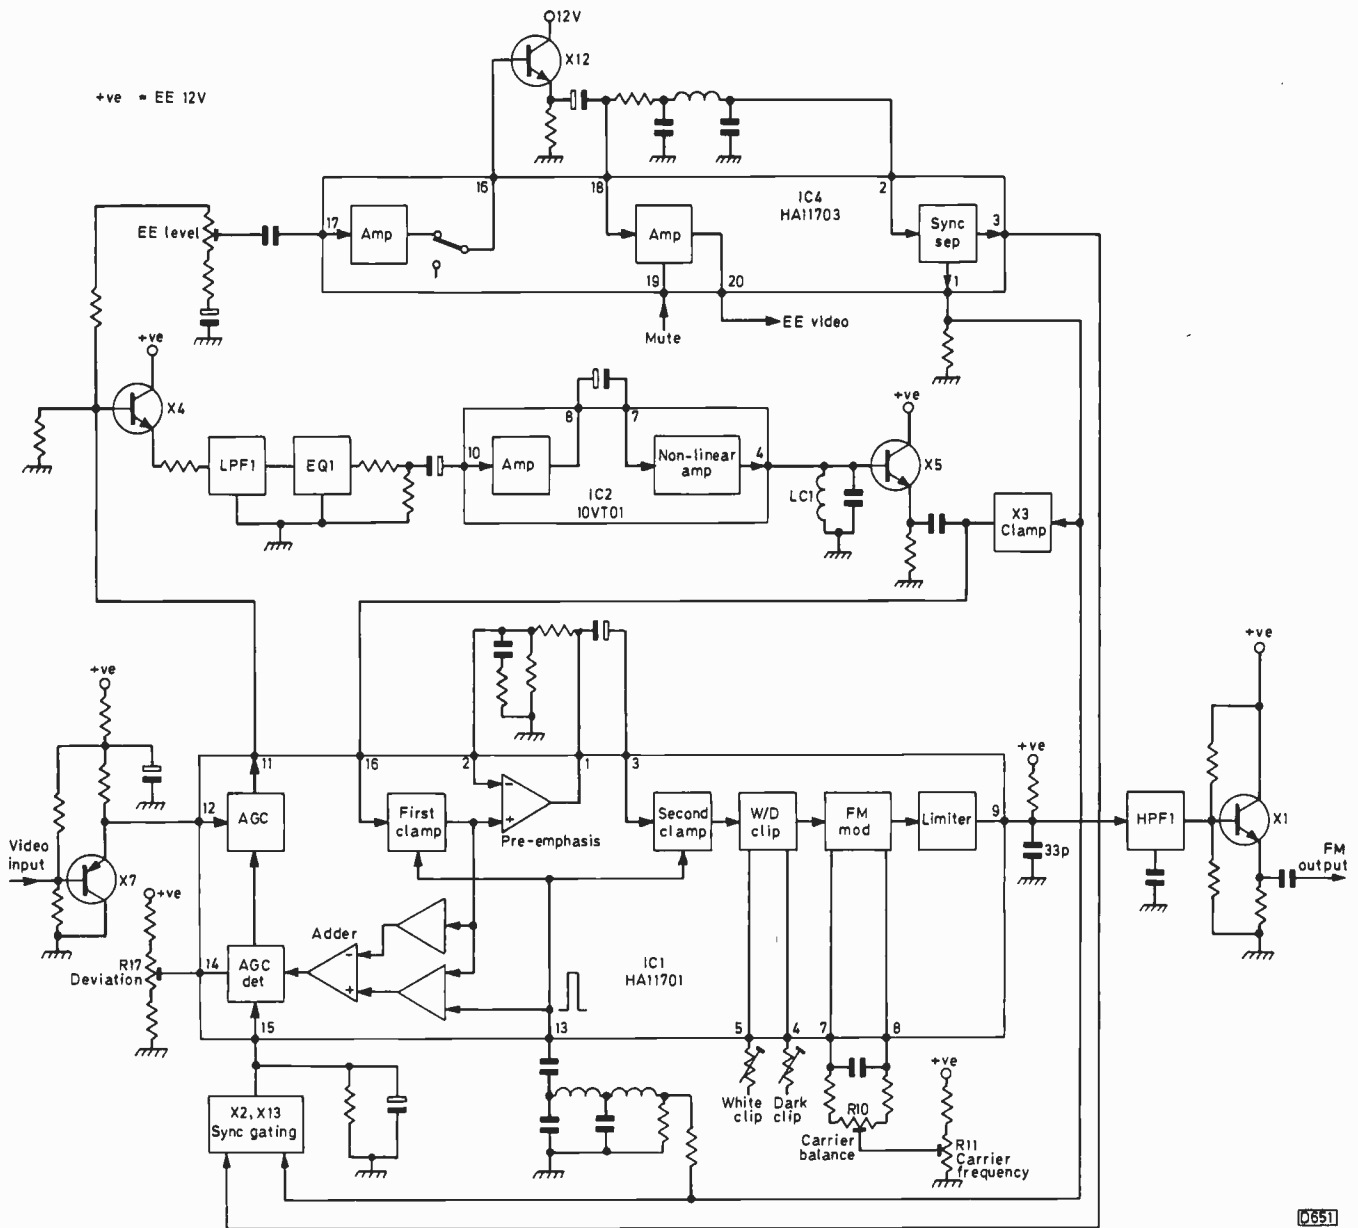 12V
X12
+ve = EE 12V
16
18
2
IC4
HA11703
EE level
17
Amp
Amp
Sync
sep
3
19
20
1
Mute
EE video
+ve
X4
LPF1
EQ1
10
Amp
8
7
Non-linear
amp
4
IC2
10VT01
LC1
+ve
X5
X3
Clamp
+ve
11
16
2
1
3
12
AGC
First
clamp
-
+
Pre-emphasis
Second
clamp
W/D
clip
FM
mod
Limiter
9
+ve
33p
HPF1
+ve
X1
FM
output
Video
input
X7
+ve
R17
Deviation
14
AGC
det
Adder
-
+
IC1
HA11701
15
13
5
4
7
8
X2, X13
Sync gating
White
clip
Dark
clip
R10
Carrier
balance
+ve
R11
Carrier
frequency
D651